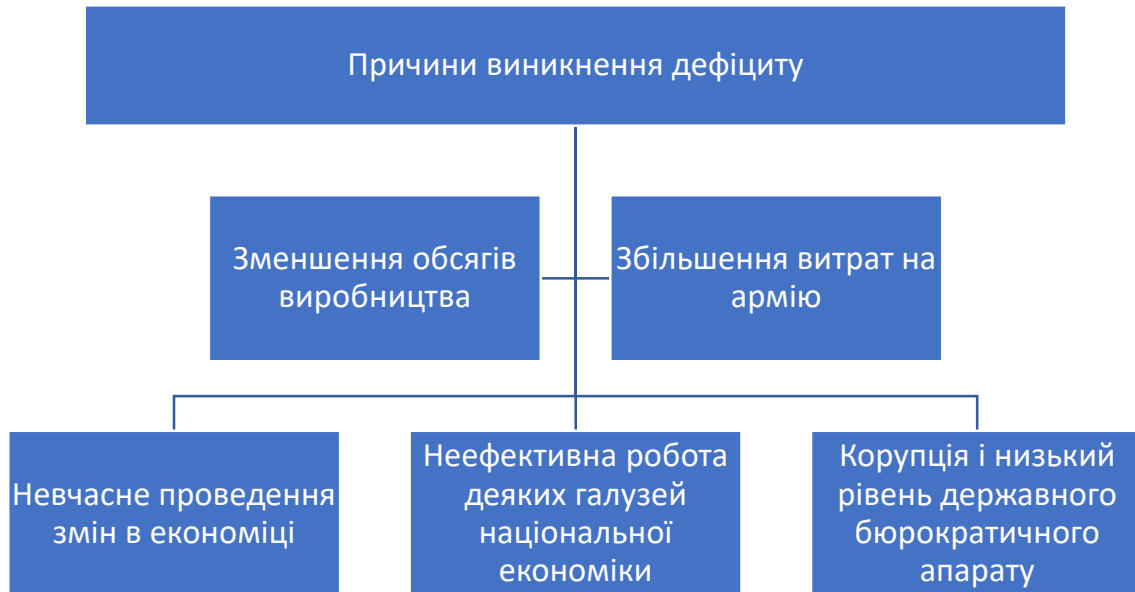 Причини виникнення дефіциту
Зменшення обсягів
виробництва
Збільшення витрат на
армію
Невчасне проведення
змін в економіці
Неефективна робота
деяких галузей
національної
економіки
Корупція і низький
рівень державного
бюрократичного
апарату